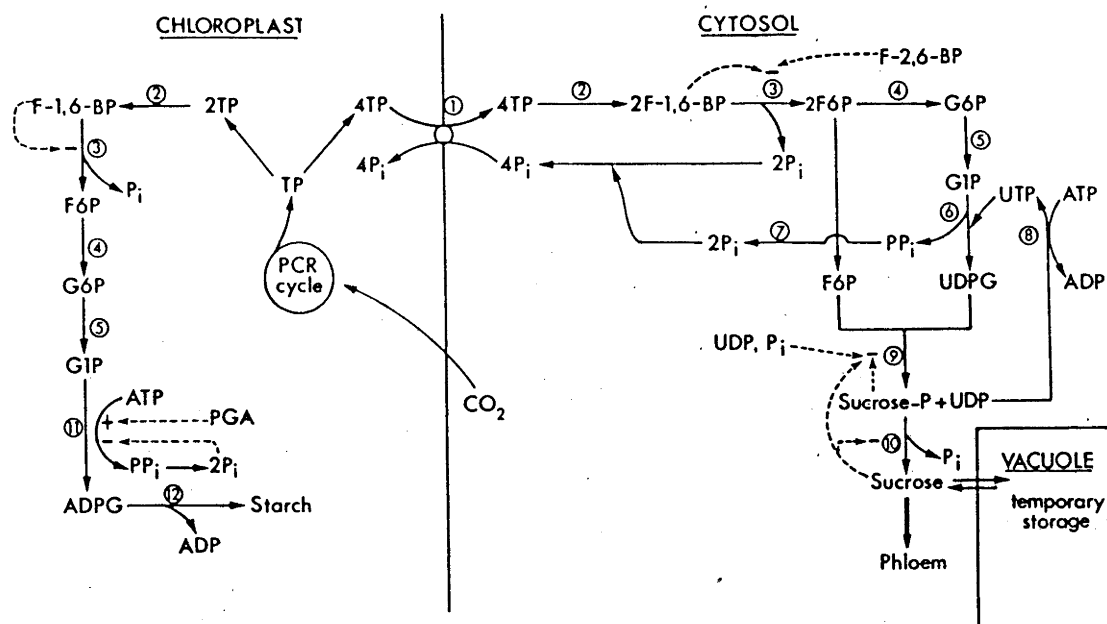 CHLOROPLAST
CYTOSOL
F-2,6-BP
–
F-1,6-BP
②
2TP
4TP
①
4TP
②
2F-1,6-BP
③
2F6P
④
G6P
–
③
Pi
F6P
TP
4Pi
4Pi
2Pi
⑤
G1P
④
G6P
PCR
cycle
2Pi
⑦
PPi
⑥
UTP
ATP
⑧
F6P
UDPG
ADP
⑤
G1P
UDP, Pi
–
⑨
ATP
+
PGA
CO2
Sucrose-P+UDP
⑪
–
PPi
2Pi
–
⑩
Pi
Sucrose
VACUOLE
temporary
storage
ADPG
⑫
Starch
ADP
Phloem